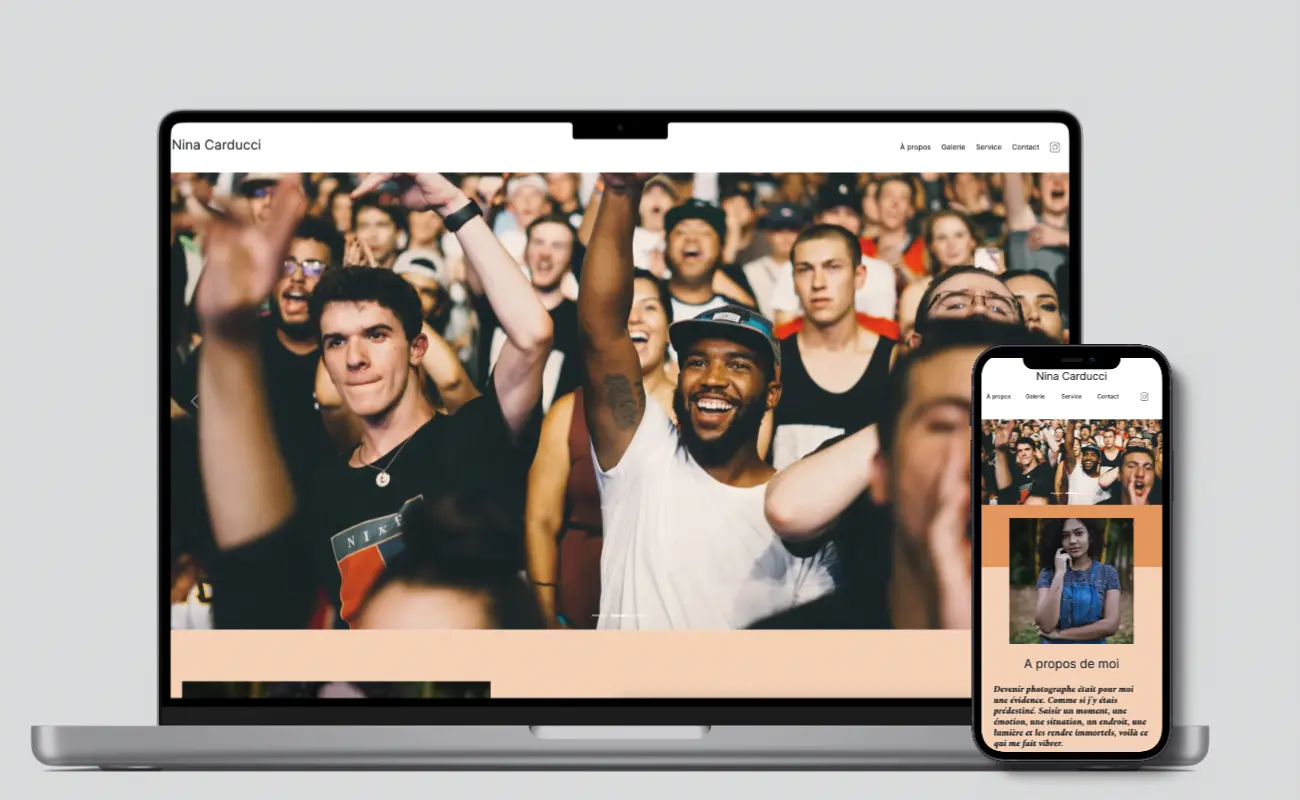 Nina Carducci
À propos Galerie Service Contact
NIKE
Nina Carducci
À propos Galerie Service Contact
A propos de moi
Devenir photographe était pour moi
une évidence. Comme si j'y étais
prédestiné. Saisir un moment, une
émotion, une situation, un endroit, une
lumière et les rendre immortels, voilà ce
qui me fait vibrer.